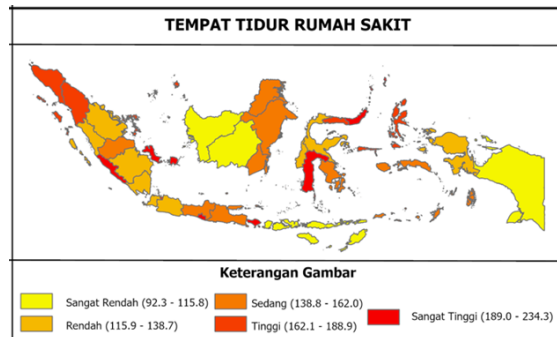 TEMPAT TIDUR RUMAH SAKIT
Keterangan Gambar
Sangat Rendah (92.3 - 115.8)
Rendah (115.9 - 138.7)
Sedang (138.8 - 162.0)
Tinggi (162.1 - 188.9)
Sangat Tinggi (189.0 - 234.3)